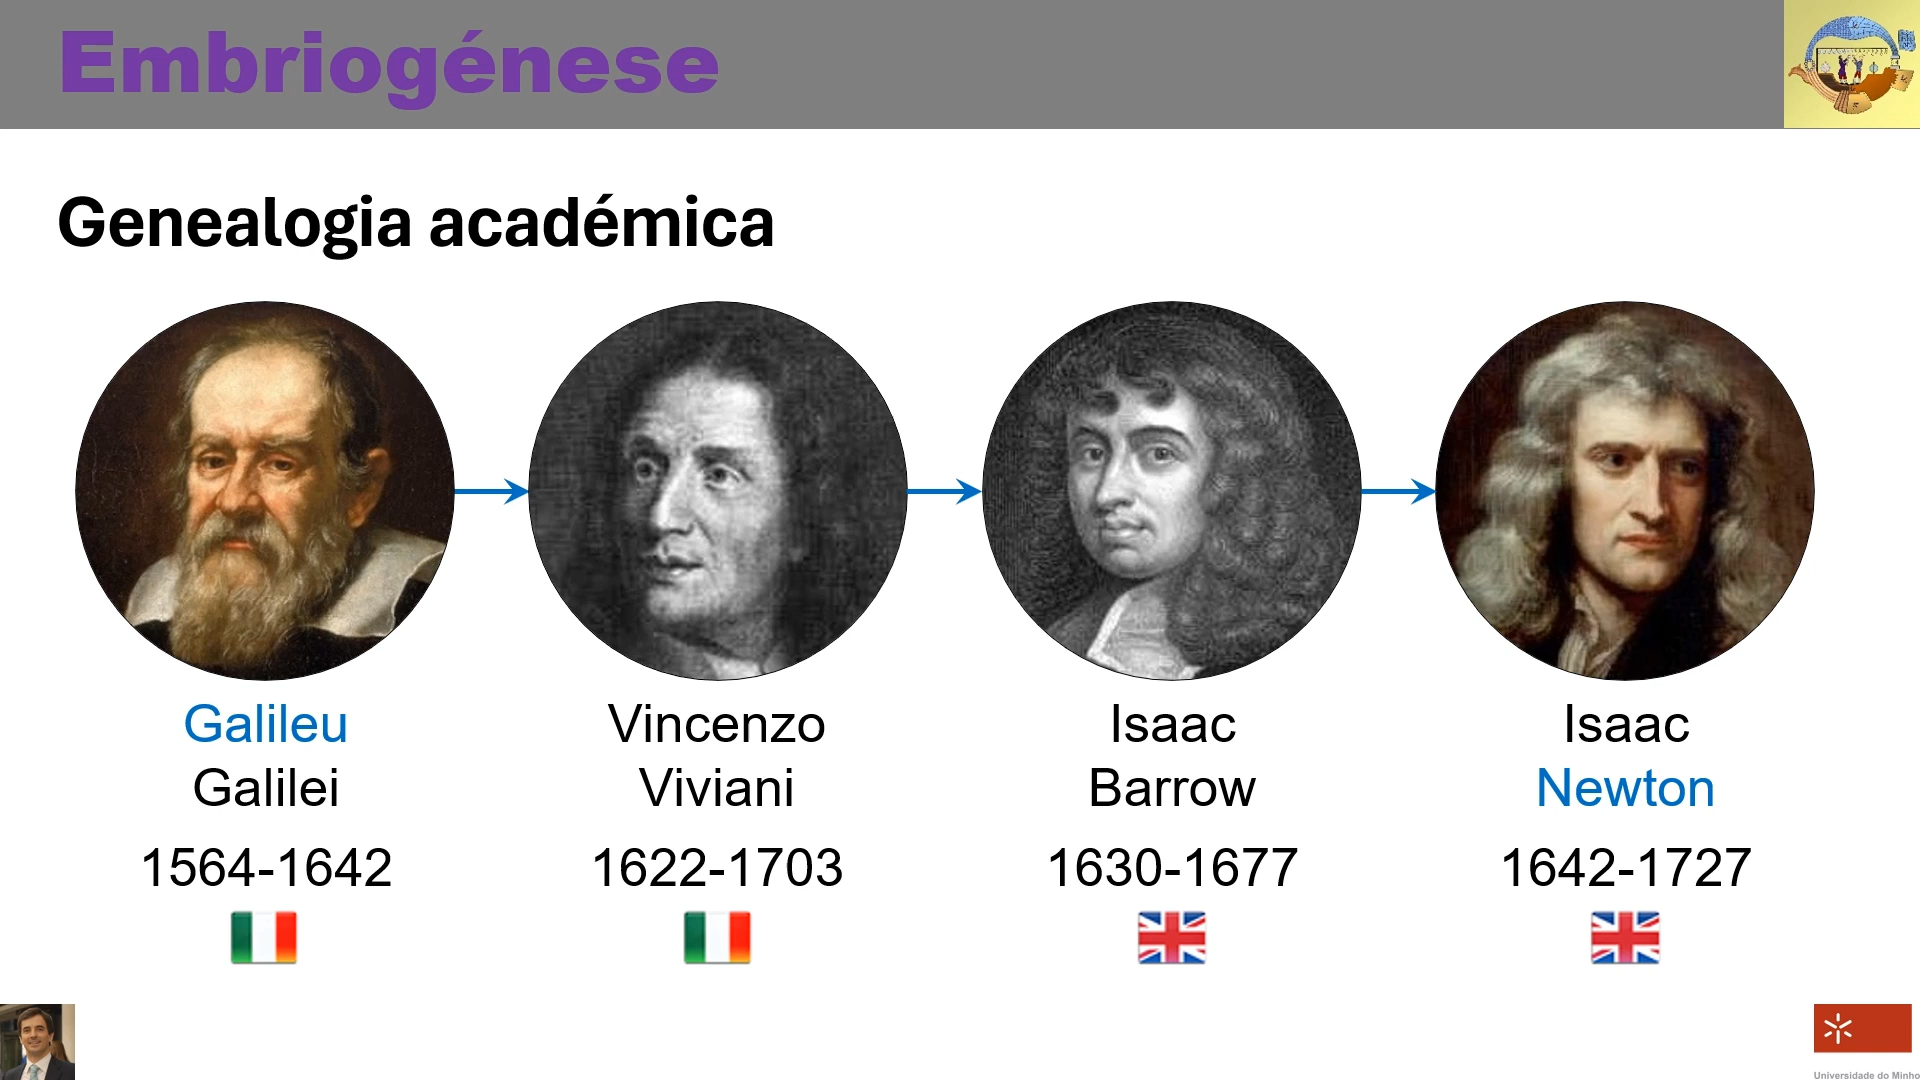 Embriogénese
Genealogia académica
Galileu
Galilei
1564-1642
Vincenzo
Viviani
1622-1703
Isaac
Barrow
1630-1677
Isaac
Newton
1642-1727
Universidade do Minho